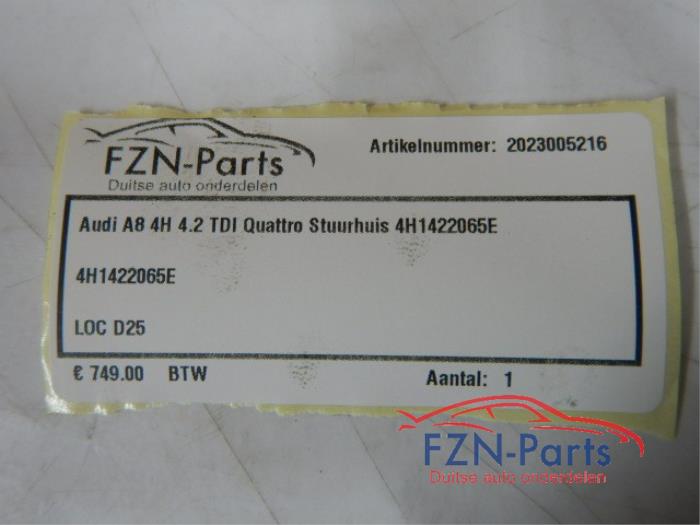 FZN-Parts
Duitse auto onderdelen
Artikelnummer: 2023005216
Audi A8 4H 4.2 TDI Quattro Stuurhuis 4H1422065E
4H1422065E
LOC D25
€ 749.00 BTW
Aantal: 1
FZN-Parts
Duitse auto onderdelen